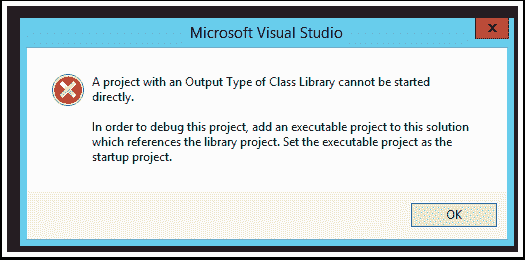 Microsoft Visual Studio
x
A project with an Output Type of Class Library cannot be started
directly.
In order to debug this project, add an executable project to this solution
which references the library project. Set the executable project as the
startup project.
OK